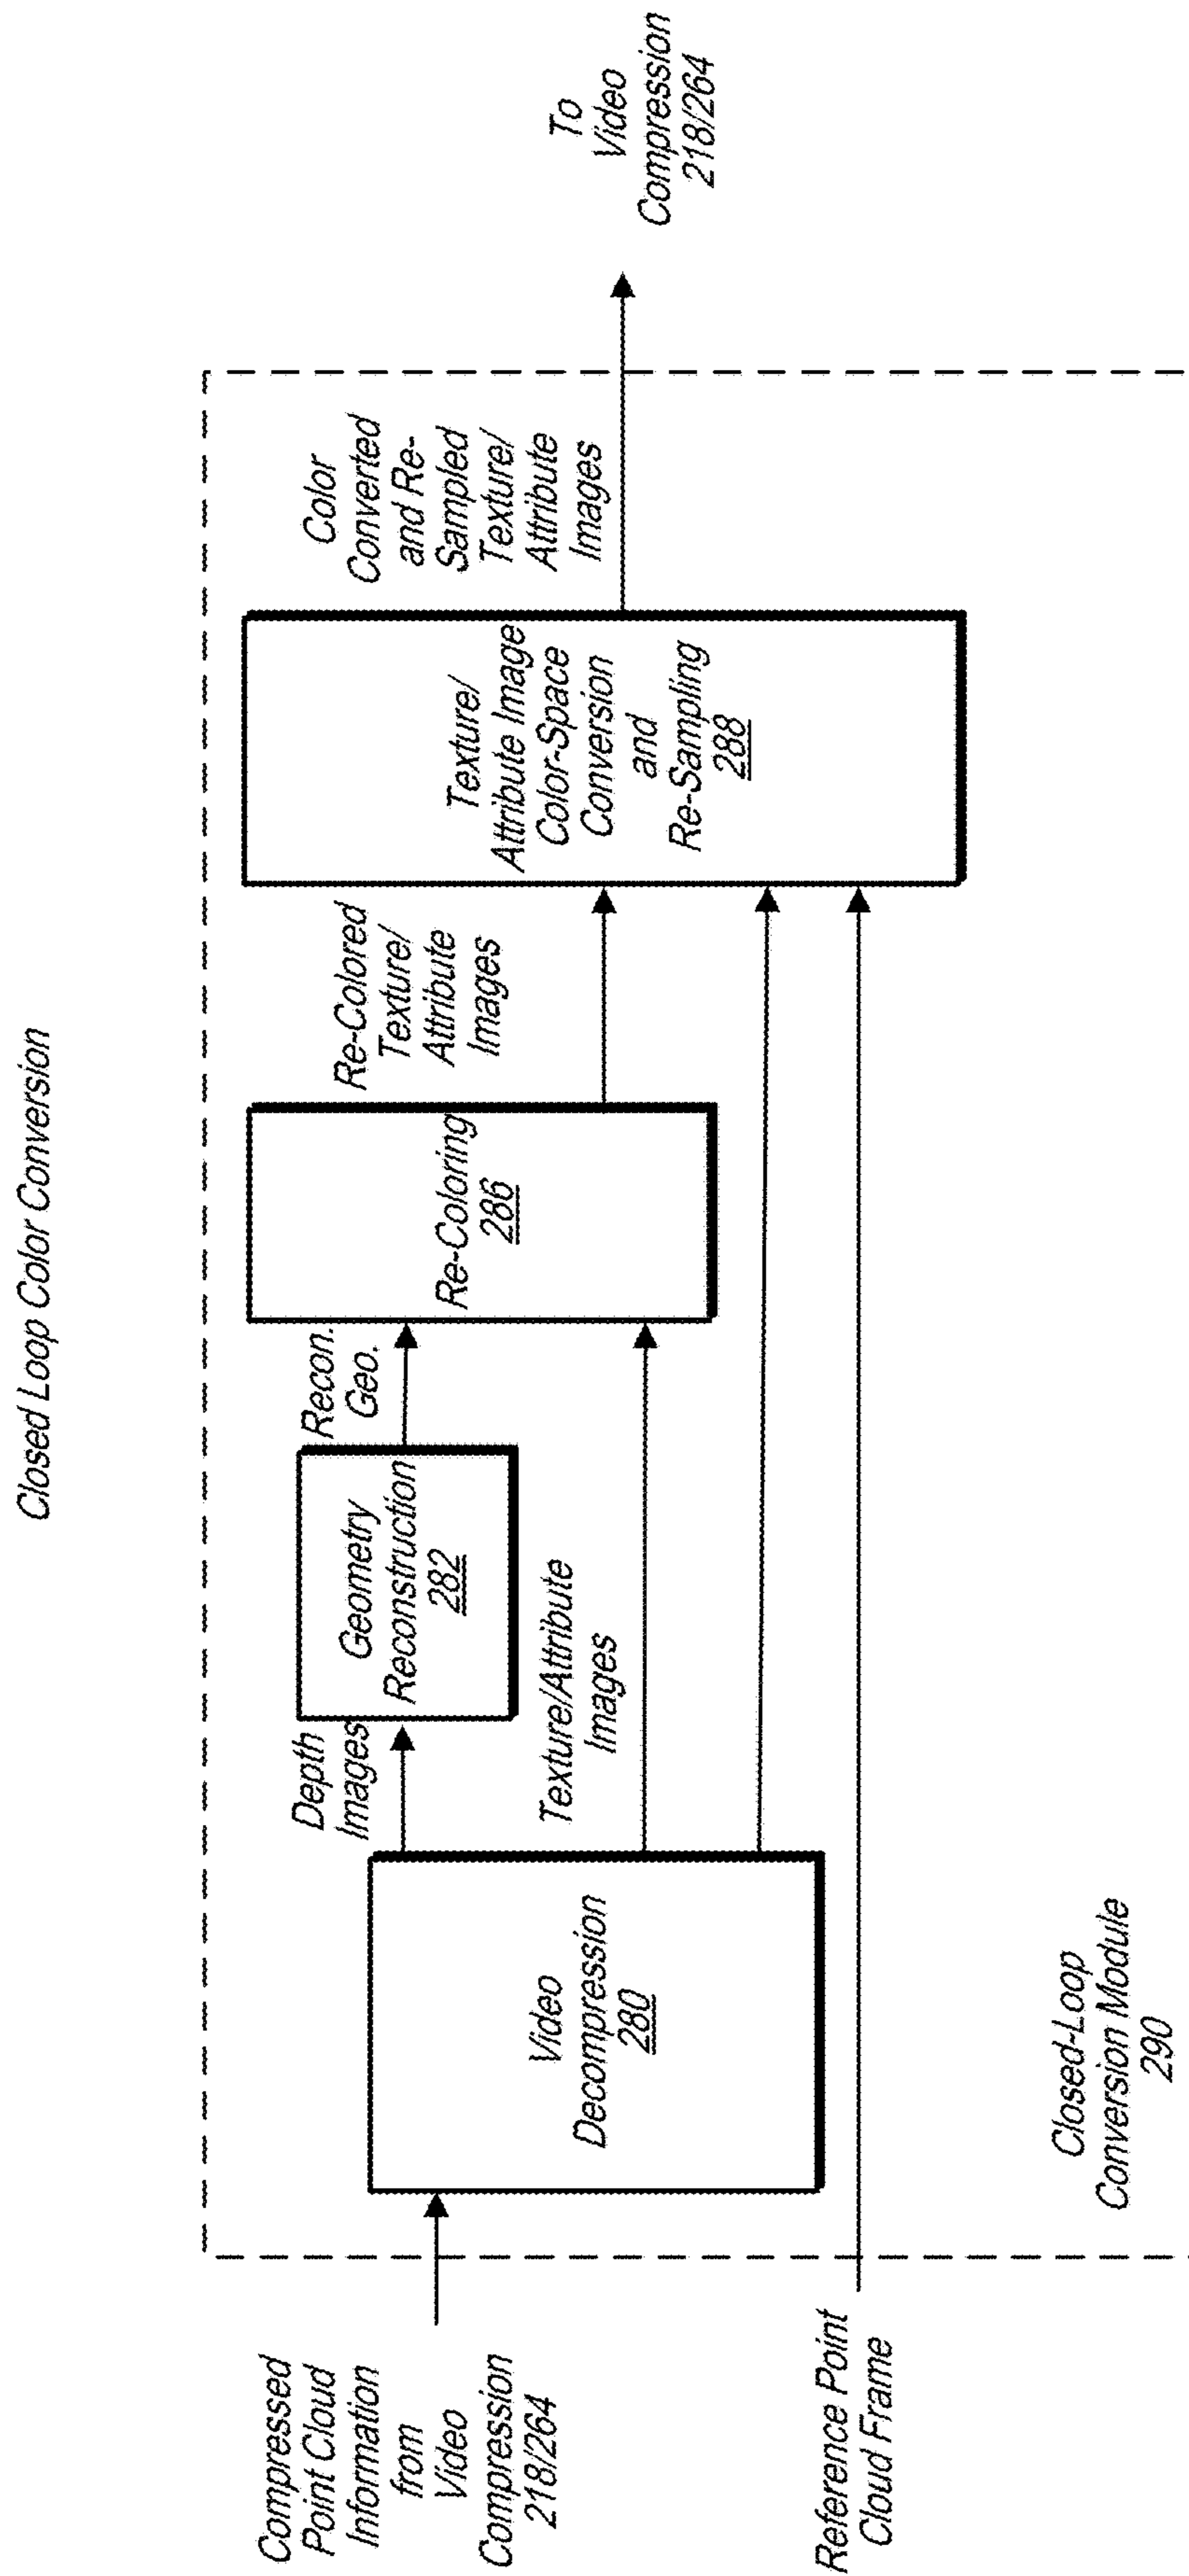 Closed Loop Color Conversion
Compressed
Point Cloud
Information
from
Video
Compression
218/264
Reference Point
Cloud Frame
Video
Decompression
280
Depth
Images
Geometry
Reconstruction
282
Recon.
Geo.
Texture/Attribute
Images
Re-Coloring
286
Re-Colored
Texture/
Attribute
Images
Texture/
Attribute Image
Color-Space
Conversion
and
Re-Sampling
288
Color
Converted
and Re-
Sampled
Texture/
Attribute
Images
To
Video
Compression
218/264
Closed-Loop
Conversion Module
290